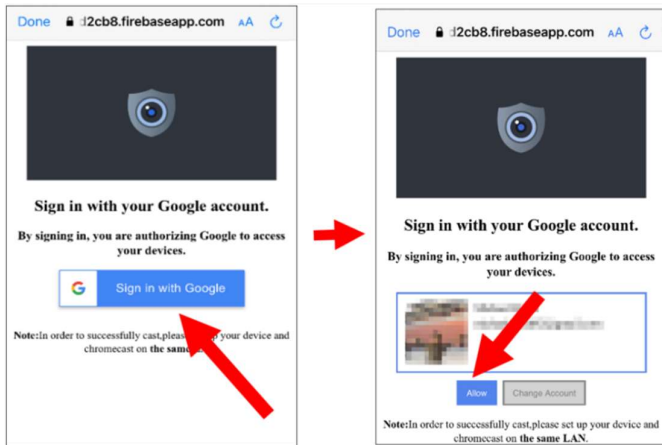 Done d2cb8.firebaseapp.com AA
Sign in with your Google account.
By signing in, you are authorizing Google to access
your devices.
G Sign in with Google
Note:In order to successfully cast,please your device and
chromecast on the same
Done d2cb8.firebaseapp.com AA
Sign in with your Google account.
By signing in, you are authorizing Google to access
your devices.
Allow Change Account
Note:In order to successfully cast,please set up your device and
chromecast on the same LAN.